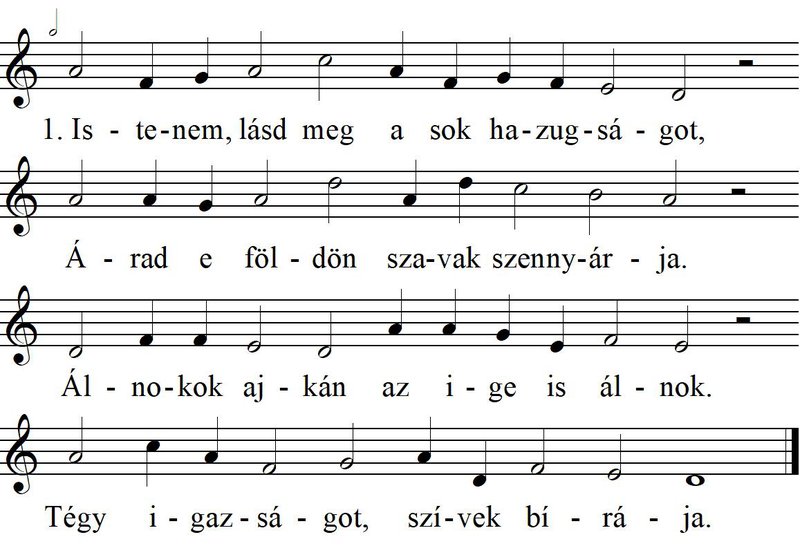 1. Is - te-nem, lásd meg a sok ha-zug-sá-got,
Á - rad e föl-dön sza-vak szenny-ár - ja.
Ál - no-kok aj-kán az i - ge is ál-nok.
Tégy i - gaz-sá-got, szí-vek bí-rá-ja.